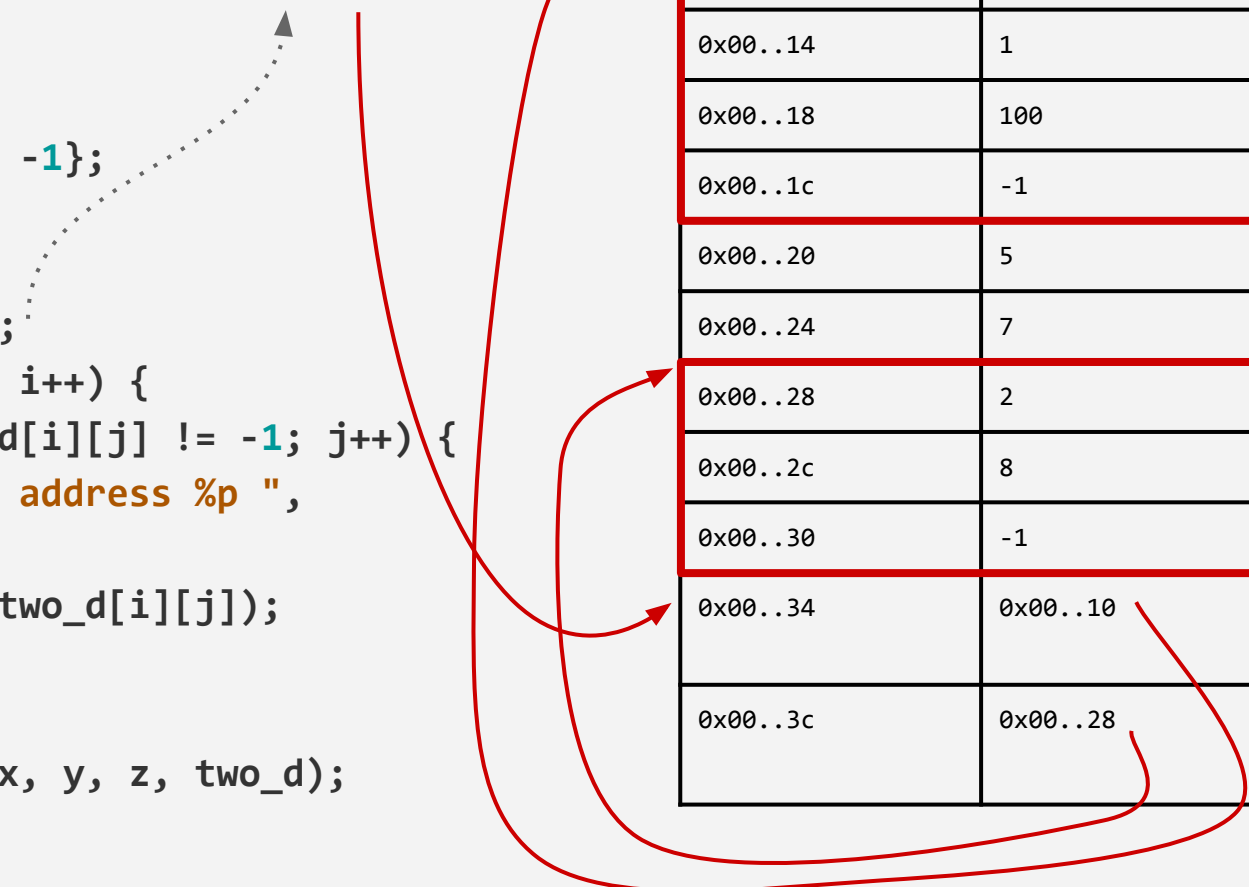 -1};
;
i++) {
d[i][j] != -1; j++) {
address %p ",
two_d[i][j]);
x, y, z, two_d);
0x00..14 1
0x00..18 100
0x00..1c -1
0x00..20 5
0x00..24 7
0x00..28 2
0x00..2c 8
0x00..30 -1
0x00..34 0x00..10
0x00..3c 0x00..28